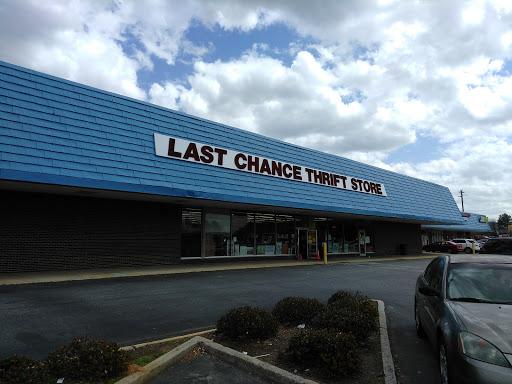 LAST CHANCE THRIFT STORE